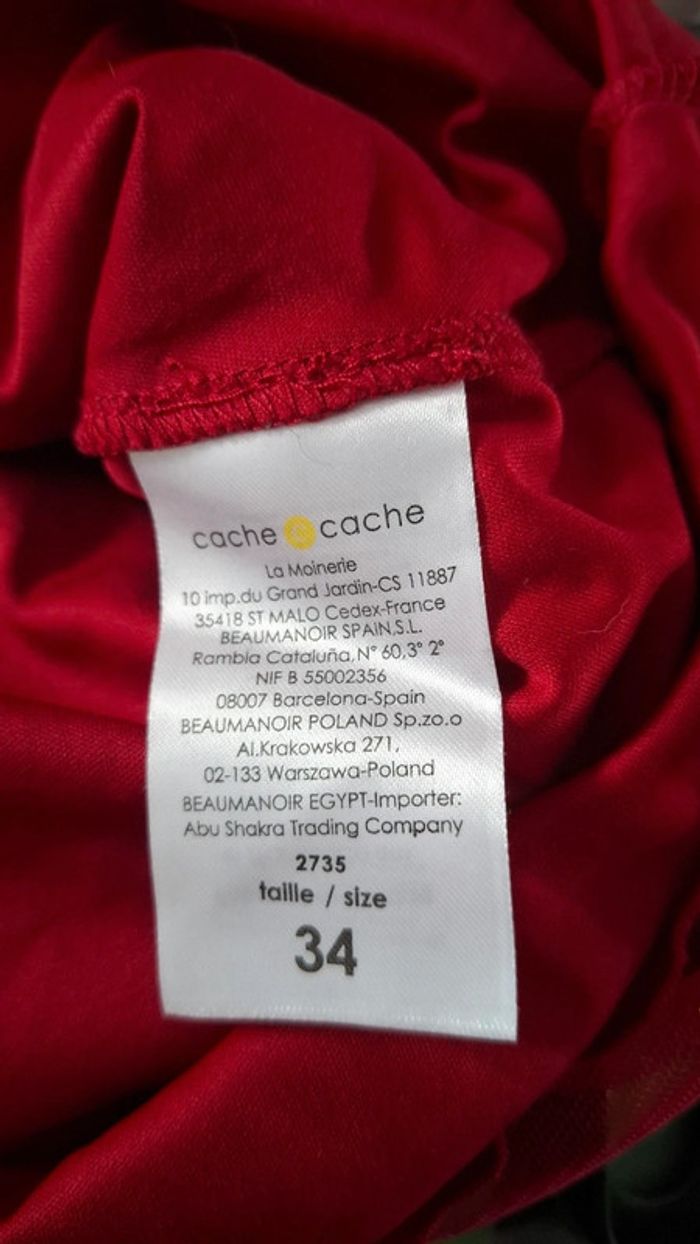 cache cache
La Moinerie
10 imp.du Grand Jardin-CS 11887
35418 ST MALO Cedex-France
BEAUMANOIR SPAIN,S.L.
Rambla Cataluña,N° 60,3° 2°
NIF B 55002356
08007 Barcelona-Spain
BEAUMANOIR POLAND Sp.zo.o
Al.Krakowska 271,
02-133 Warszawa-Poland
BEAUMANOIR EGYPT-Importer:
Abu Shakra Trading Company
2735
taille / size
34